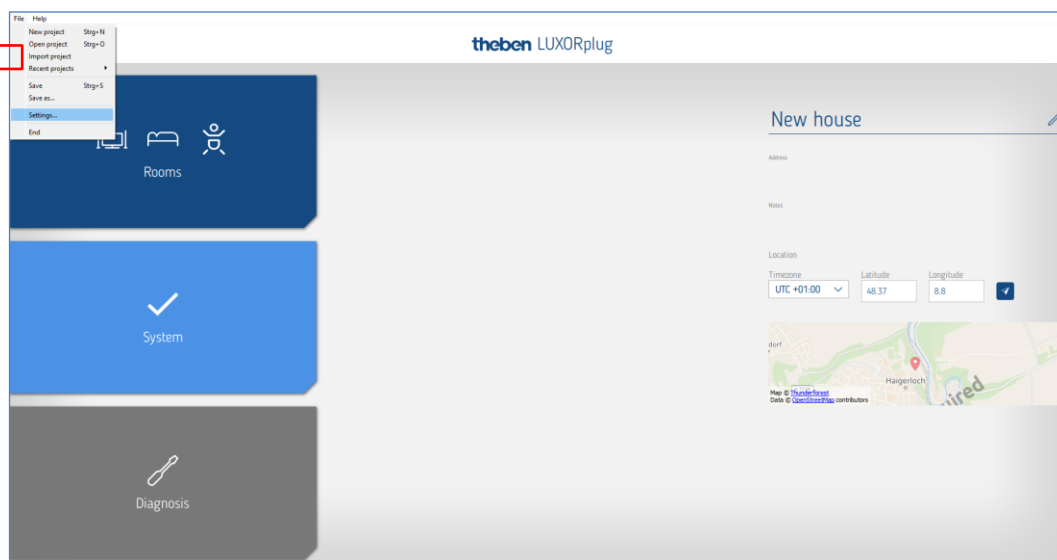 File Help
New project Strg+N
Open project Strg+O
Import project
Recent projects
Save Strg+S
Save as...
Settings...
End
theben LUXORplug
Rooms
System
Diagnosis
New house
Address
Notes
Location
Timezone Latitude Longitude
UTC +01:00 48.37 8.8
dorf
Haigerloch
ired
Map © Thunderforest
Data © OpenStreetMap contributors